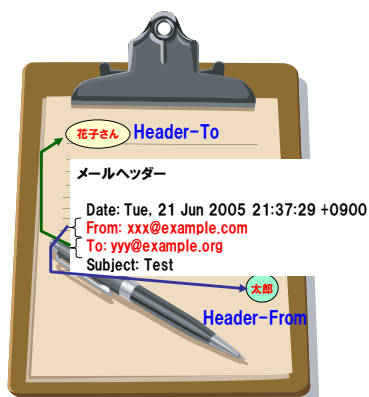 花子さん Header-To
メールヘッダー
Date: Tue, 21 Jun 2005 21:37:29 +0900
From: xxx@example.com
To: yyy@example.org
Subject: Test
太郎
Header-From